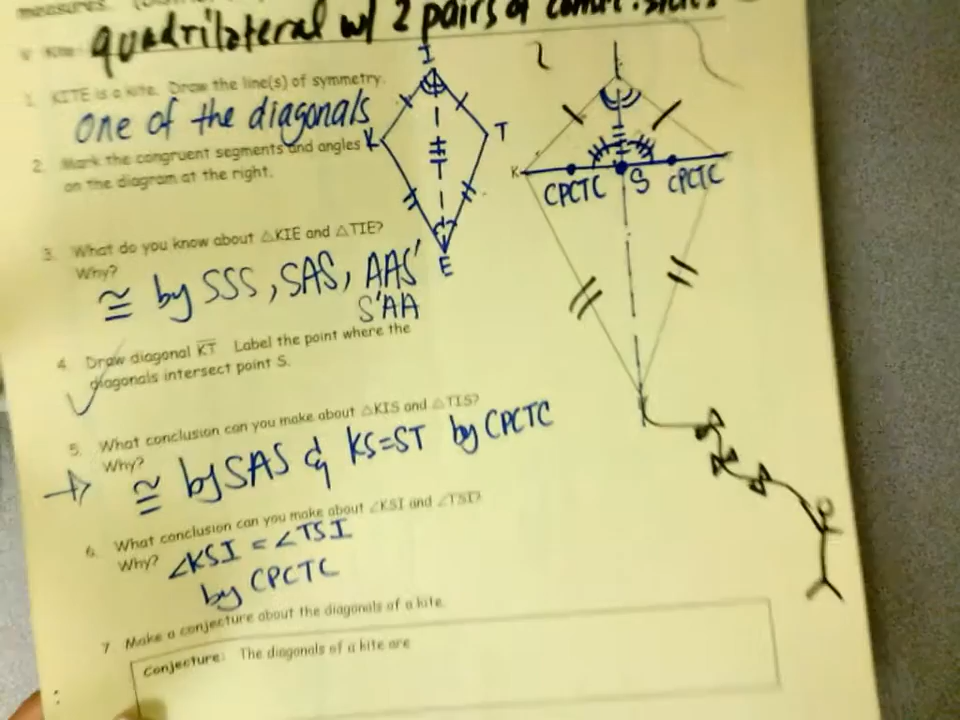 measures.
quadrilateral w/ 2 pairs of
1. KITE is a kite. Draw the line(s) of symmetry.
One of the diagonals
2. Mark the congruent segments and angles
on the diagram at the right.
I
K
T
E
K
CPCTC S CPCTC
3. What do you know about △KIE and △TIE?
Why?
≅ by SSS, SAS, AAS'
S'AA
4. Draw diagonal KT. Label the point where the
diagonals intersect point S.
5. What conclusion can you make about △KIS and △TIS?
Why?
≅ by SAS & KS=ST by CPCTC
6. What conclusion can you make about ∠KSI and ∠TSI?
Why? ∠KSI = ∠TSI
by CPCTC
7. Make a conjecture about the diagonals of a kite.
Conjecture: The diagonals of a kite are